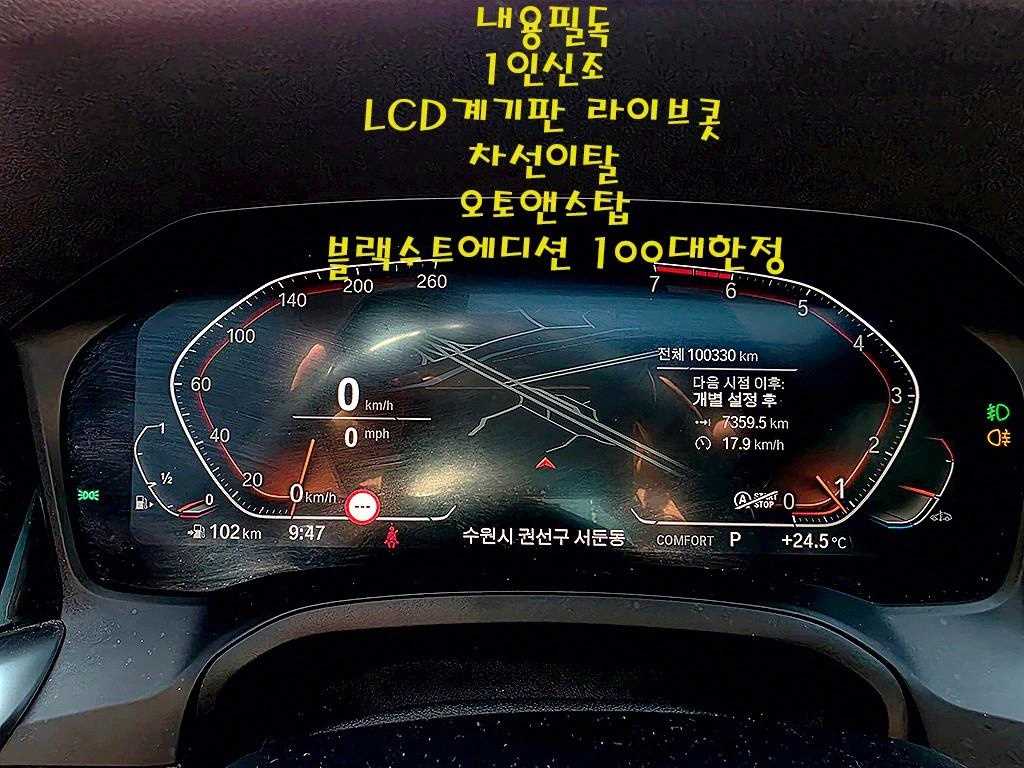 내용필독
1인신조
LCD계기판 라이브콧
차선이탈
오토앤스탑
블랙수트에디션 100대한정
140 200 260
7 6 5 4 3 2 1 0
100
60
40
20
0 km/h
전체 100330 km
다음 시점 이후:
개별 설정 후
7359.5 km
17.9 km/h
0 km/h
0 mph
1
½
0
---
A START STOP
102 km 9:47 수원시 권선구 서둔동 COMFORT P +24.5 °C